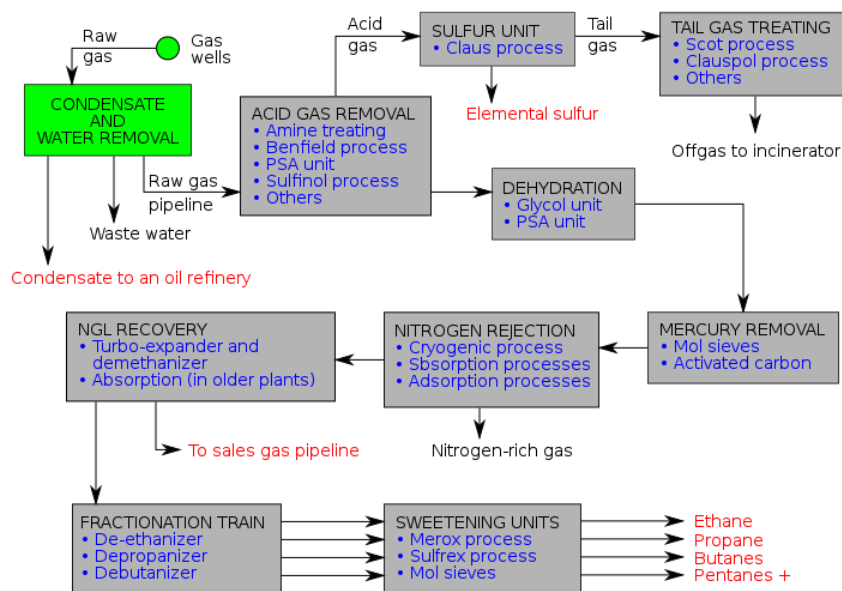 Raw
gas
Gas
wells
CONDENSATE
AND
WATER REMOVAL
Raw gas
pipeline
Waste water
Condensate to an oil refinery
ACID GAS REMOVAL
• Amine treating
• Benfield process
• PSA unit
• Sulfinol process
• Others
Acid
gas
SULFUR UNIT
• Claus process
Elemental sulfur
Tail
gas
TAIL GAS TREATING
• Scot process
• Clauspol process
• Others
Offgas to incinerator
DEHYDRATION
• Glycol unit
• PSA unit
MERCURY REMOVAL
• Mol sieves
• Activated carbon
NITROGEN REJECTION
• Cryogenic process
• Sbsorption processes
• Adsorption processes
Nitrogen-rich gas
NGL RECOVERY
• Turbo-expander and
demethanizer
• Absorption (in older plants)
To sales gas pipeline
FRACTIONATION TRAIN
• De-ethanizer
• Depropanizer
• Debutanizer
SWEETENING UNITS
• Merox process
• Sulfrex process
• Mol sieves
Ethane
Propane
Butanes
Pentanes +